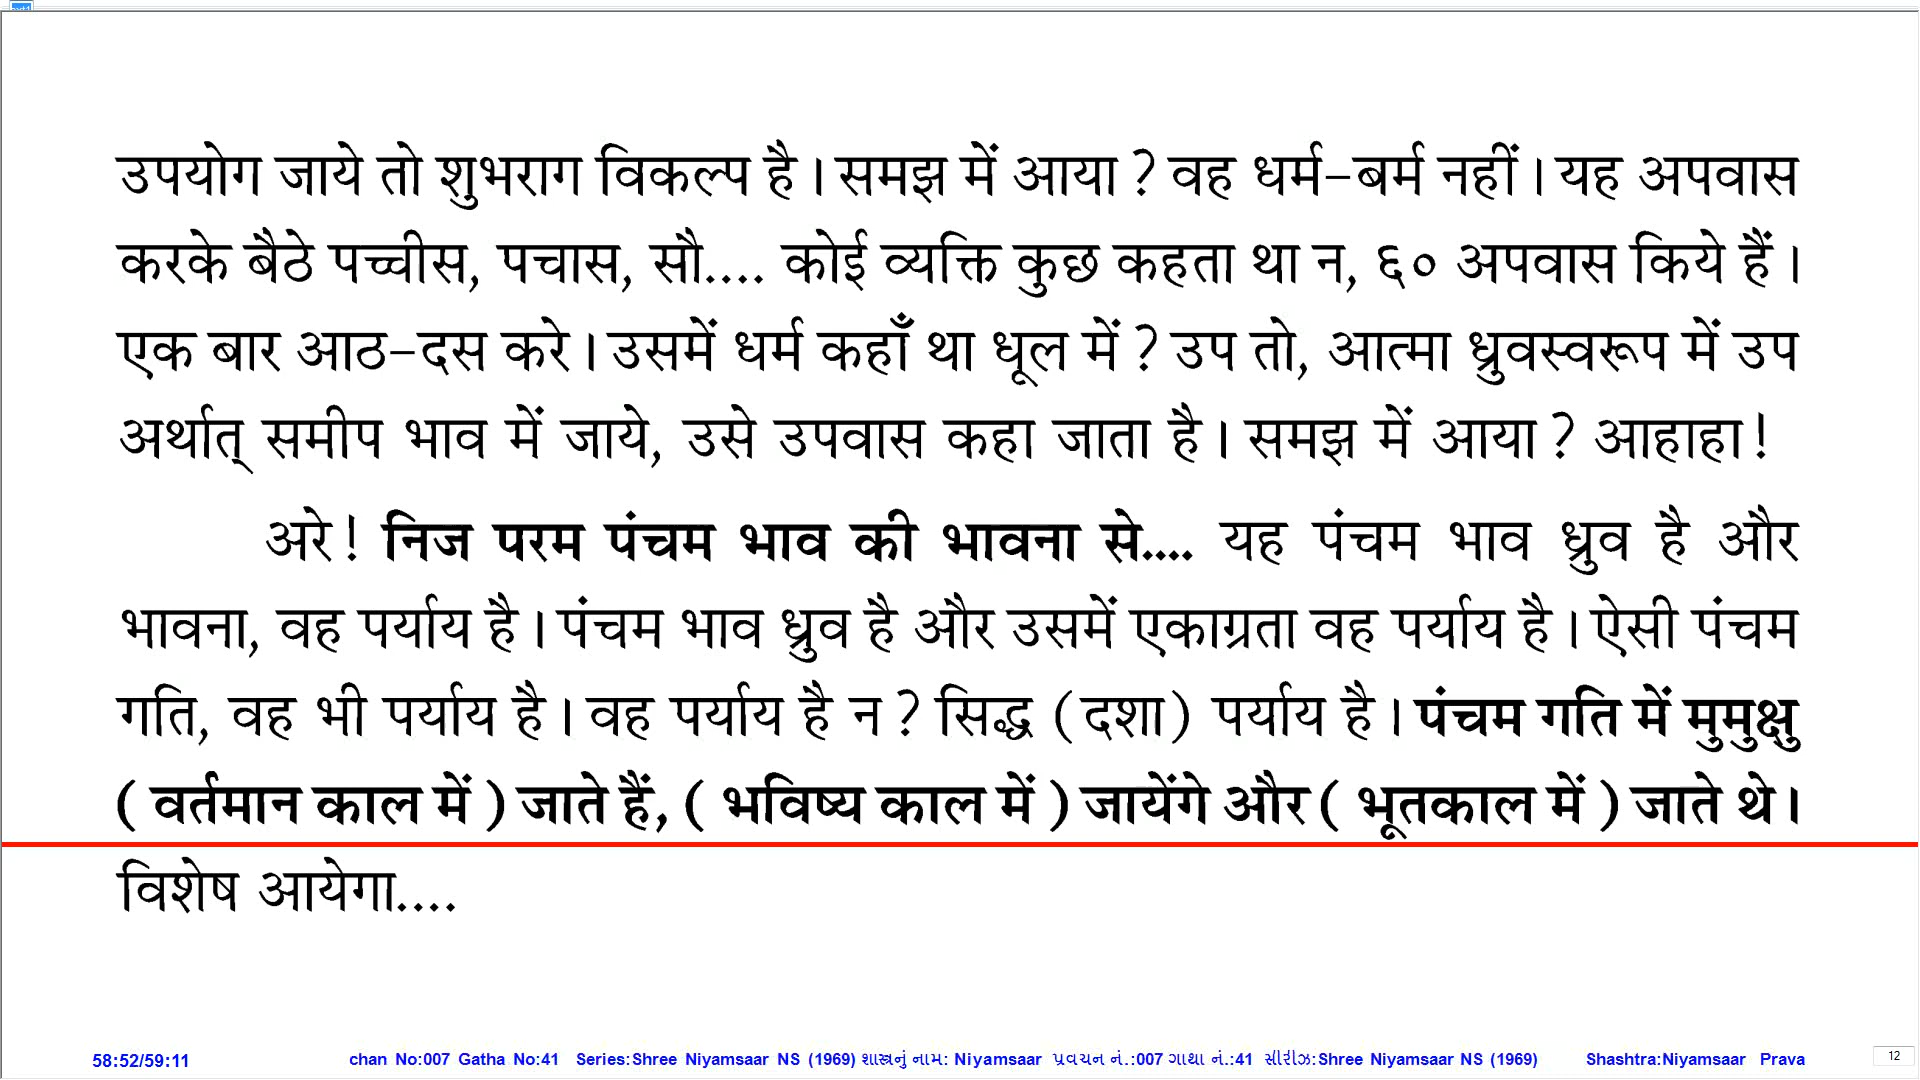 उपयोग जाये तो शुभराग विकल्प है। समझ में आया ? वह धर्म-बर्म नहीं। यह अपवास
करके बैठे पच्चीस, पचास, सौ.... कोई व्यक्ति कुछ कहता था न, ६० अपवास किये हैं।
एक बार आठ-दस करे। उसमें धर्म कहाँ था धूल में ? उप तो, आत्मा ध्रुवस्वरूप में उप
अर्थात् समीप भाव में जाये, उसे उपवास कहा जाता है। समझ में आया ? आहाहा!
अरे! निज परम पंचम भाव की भावना से.... यह पंचम भाव ध्रुव है और
भावना, वह पर्याय है। पंचम भाव ध्रुव है और उसमें एकाग्रता वह पर्याय है। ऐसी पंचम
गति, वह भी पर्याय है। वह पर्याय है न ? सिद्ध (दशा) पर्याय है। पंचम गति में मुमुक्षु
( वर्तमान काल में ) जाते हैं, ( भविष्य काल में ) जायेंगे और ( भूतकाल में ) जाते थे।
विशेष आयेगा....
58:52/59:11 chan No:007 Gatha No:41 Series:Shree Niyamsaar NS (1969) શાસ્ત્રનું નામ: Niyamsaar પ્રવચન નં.:007 ગાથા નં.:41 સીરીઝ:Shree Niyamsaar NS (1969) Shashtra:Niyamsaar Prava 12